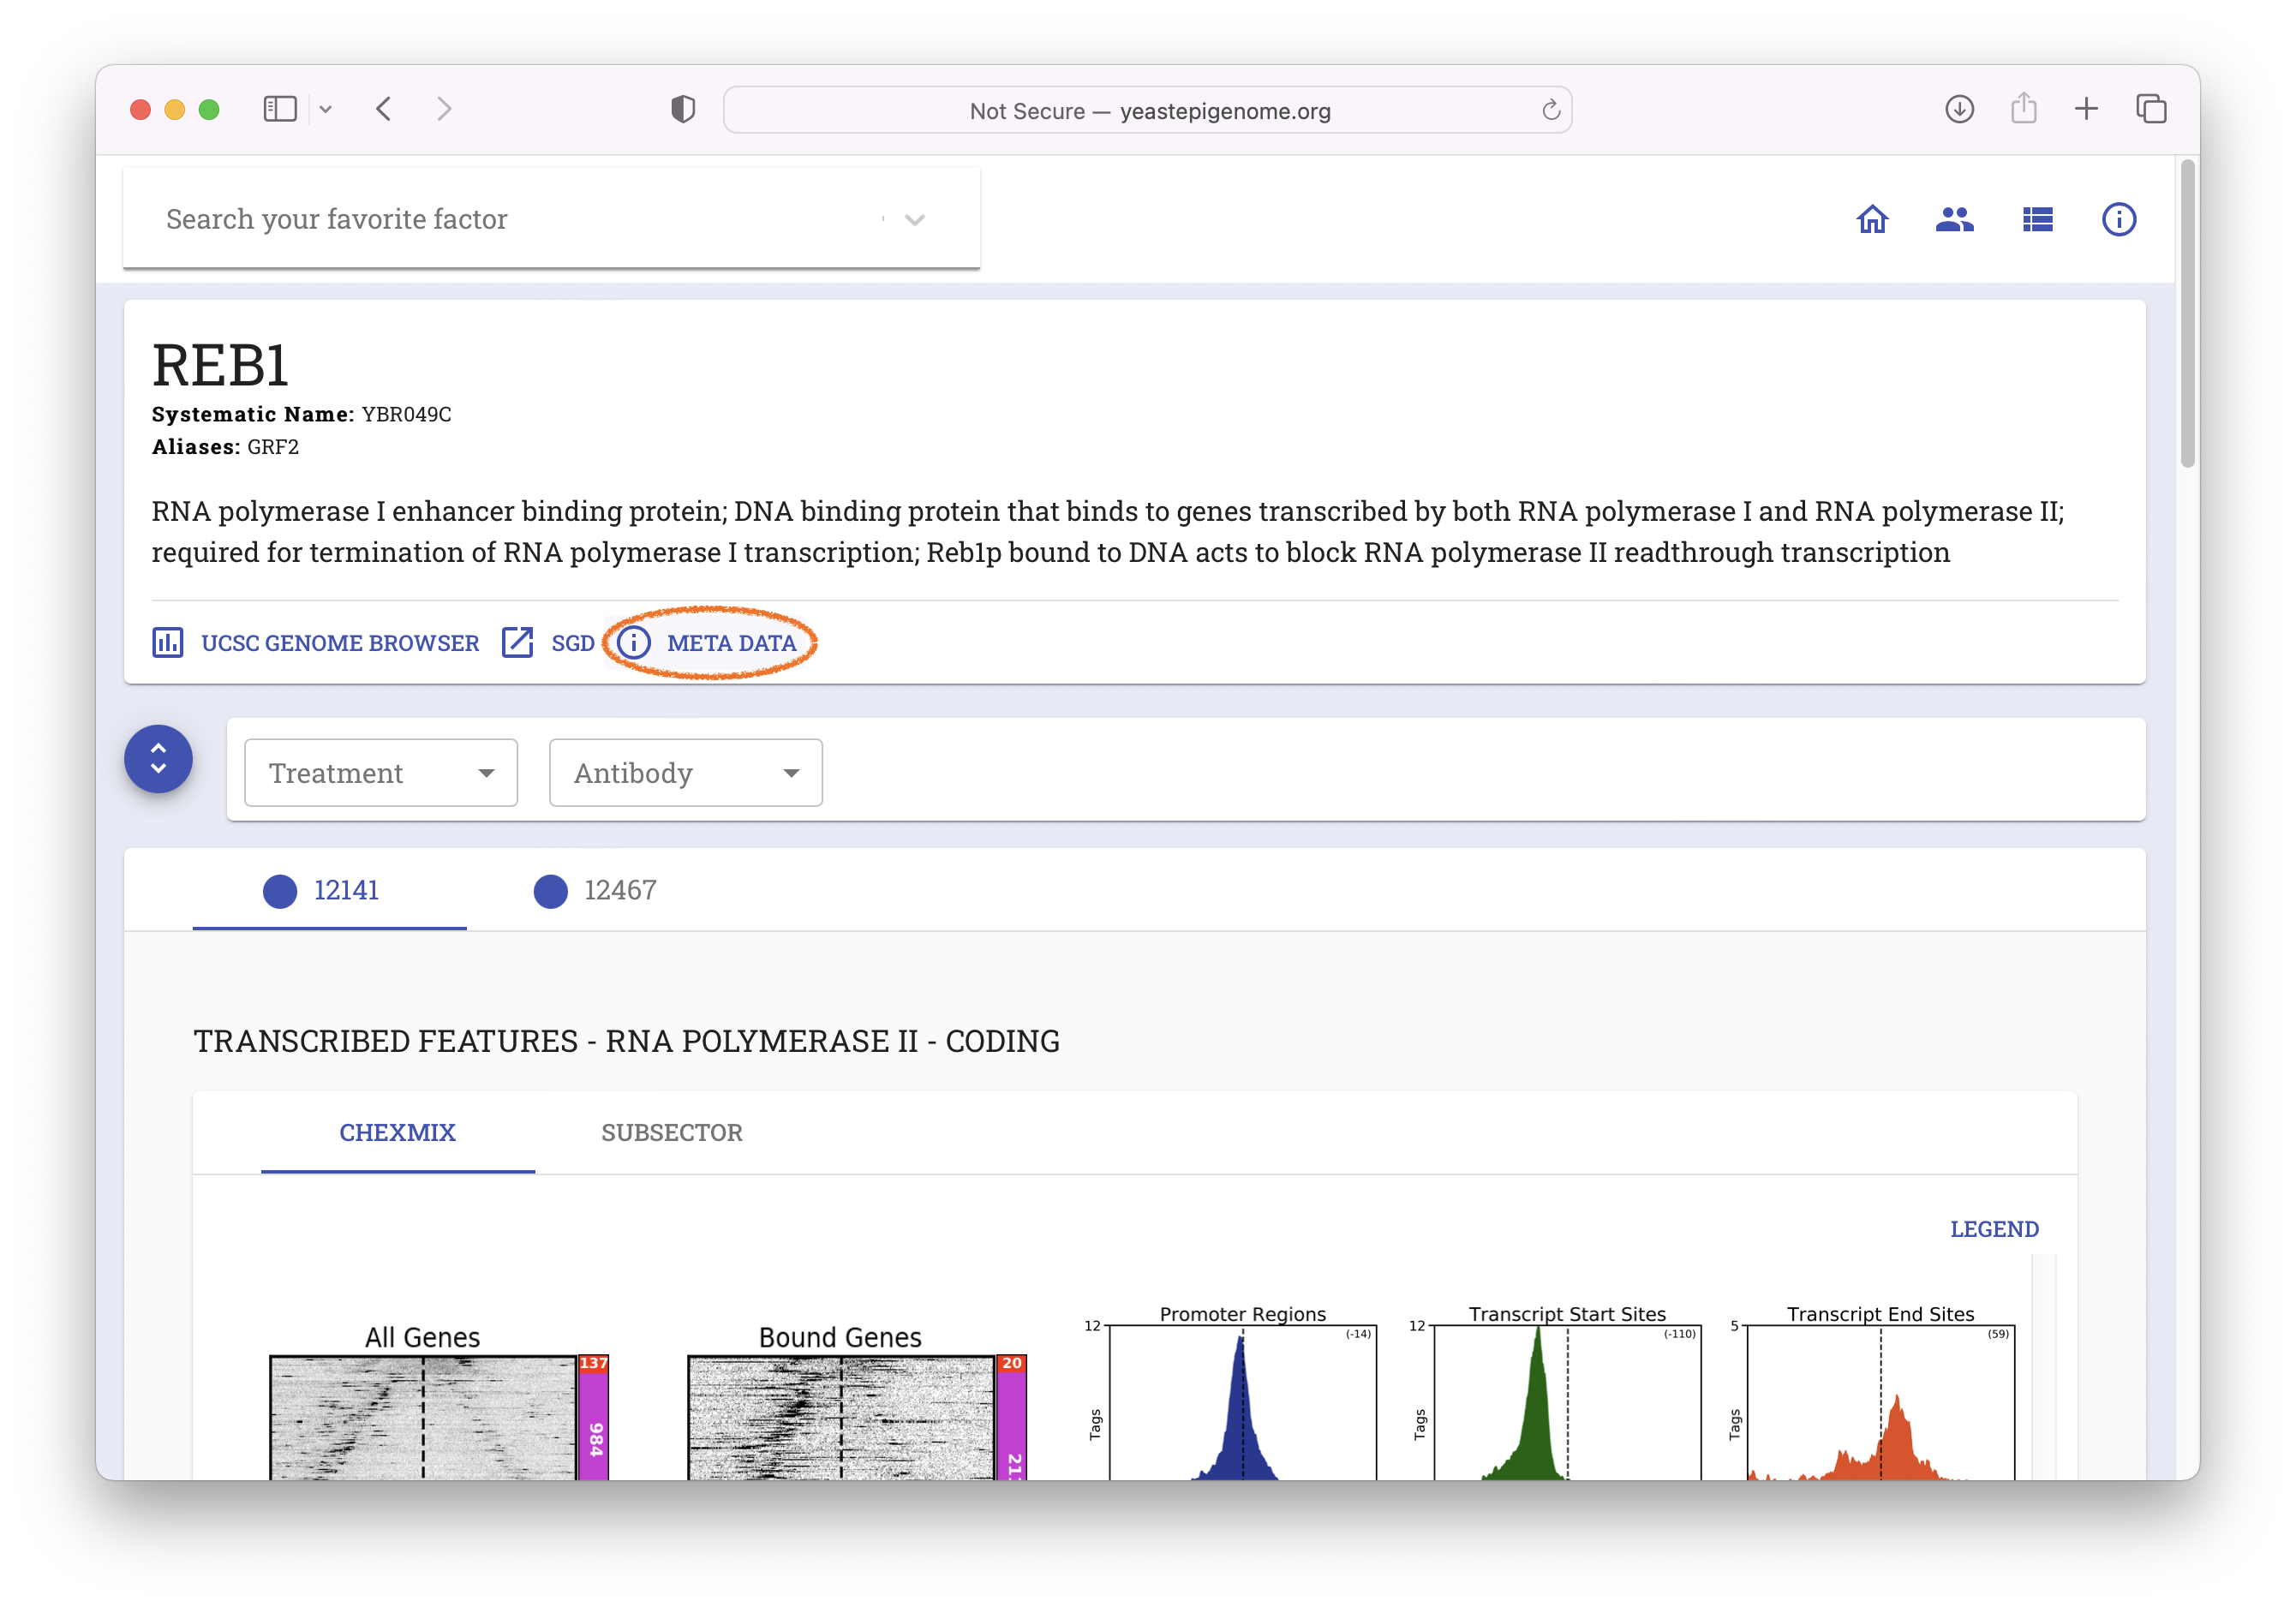 Not Secure — yeastepigenome.org
Search your favorite factor
REB1
Systematic Name: YBR049C
Aliases: GRF2
RNA polymerase I enhancer binding protein; DNA binding protein that binds to genes transcribed by both RNA polymerase I and RNA polymerase II;
required for termination of RNA polymerase I transcription; Reb1p bound to DNA acts to block RNA polymerase II readthrough transcription
UCSC GENOME BROWSER SGD META DATA
Treatment Antibody
12141 12467
TRANSCRIBED FEATURES - RNA POLYMERASE II - CODING
CHEXMIX SUBSECTOR
LEGEND
All Genes
137
984
Bound Genes
20
Promoter Regions
12
(-14)
Tags
Transcript Start Sites
12
(-110)
Tags
Transcript End Sites
5
(59)
Tags